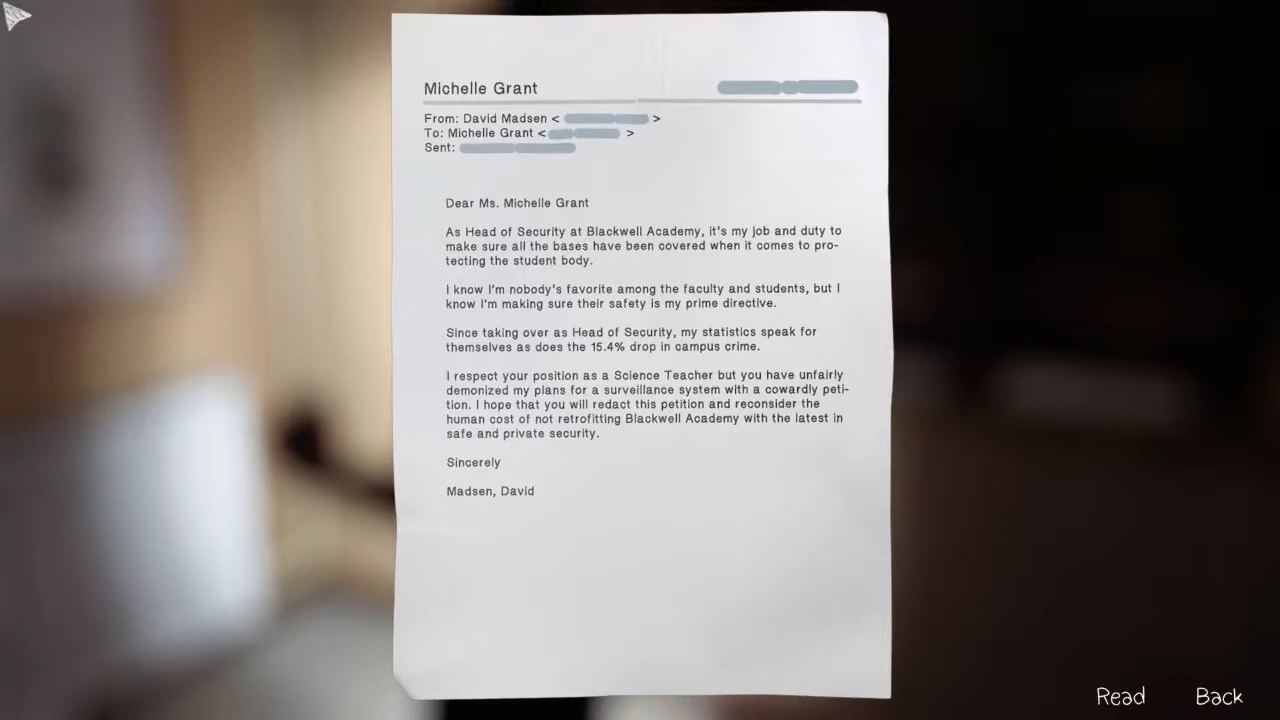 Michelle Grant
From: David Madsen < >
To: Michelle Grant < >
Sent:
Dear Ms. Michelle Grant
As Head of Security at Blackwell Academy, it's my job and duty to
make sure all the bases have been covered when it comes to pro-
tecting the student body.
I know I'm nobody's favorite among the faculty and students, but I
know I'm making sure their safety is my prime directive.
Since taking over as Head of Security, my statistics speak for
themselves as does the 15.4% drop in campus crime.
I respect your position as a Science Teacher but you have unfairly
demonized my plans for a surveillance system with a cowardly peti-
tion. I hope that you will redact this petition and reconsider the
human cost of not retrofitting Blackwell Academy with the latest in
safe and private security.
Sincerely
Madsen, David
Read Back